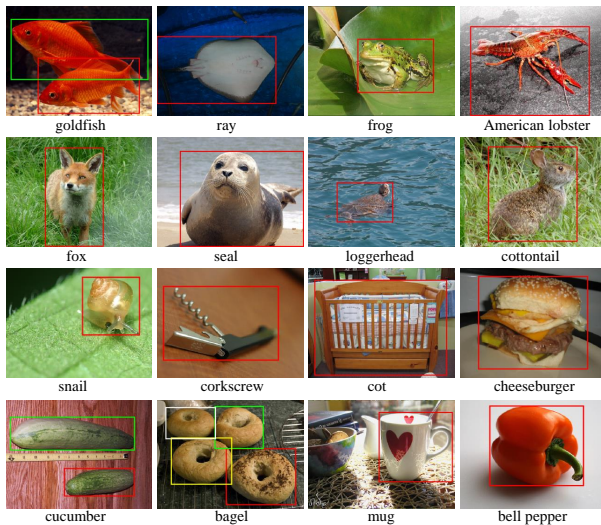 goldfish
ray
frog
American lobster
fox
seal
loggerhead
cottontail
snail
corkscrew
cot
cheeseburger
cucumber
bagel
mug
bell pepper